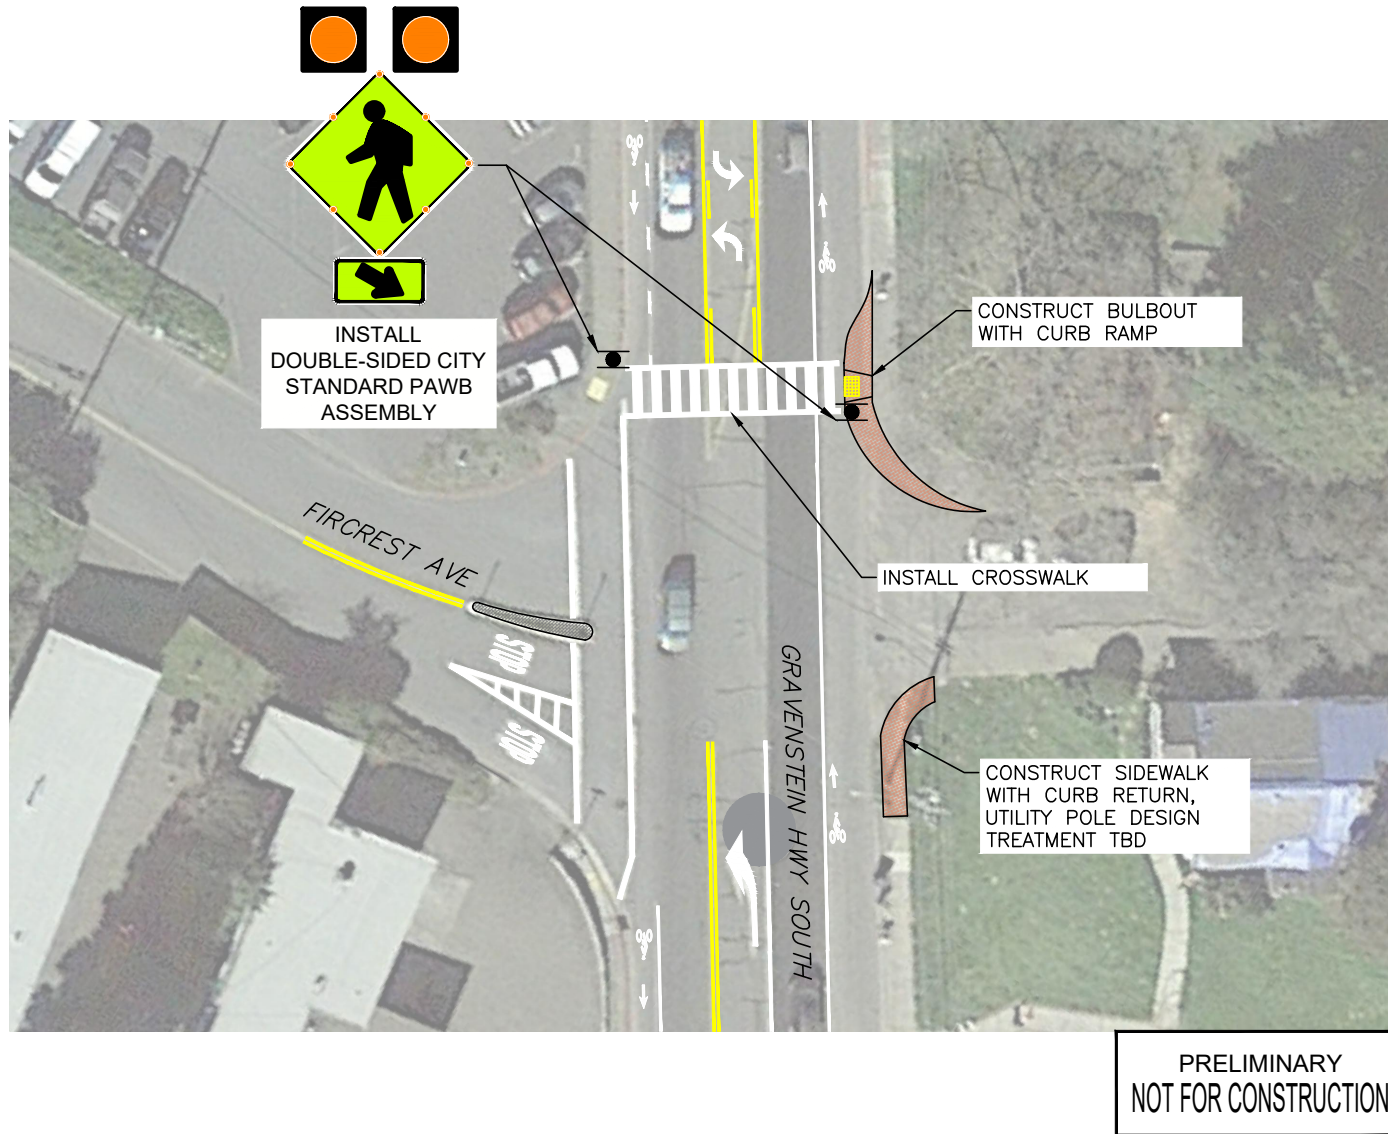 INSTALL
DOUBLE-SIDED CITY
STANDARD PAWB
ASSEMBLY
CONSTRUCT BULBOUT
WITH CURB RAMP
FIRCREST AVE
INSTALL CROSSWALK
STOP
STOP
GRAVENSTEIN HWY SOUTH
CONSTRUCT SIDEWALK
WITH CURB RETURN,
UTILITY POLE DESIGN
TREATMENT TBD
PRELIMINARY
NOT FOR CONSTRUCTION